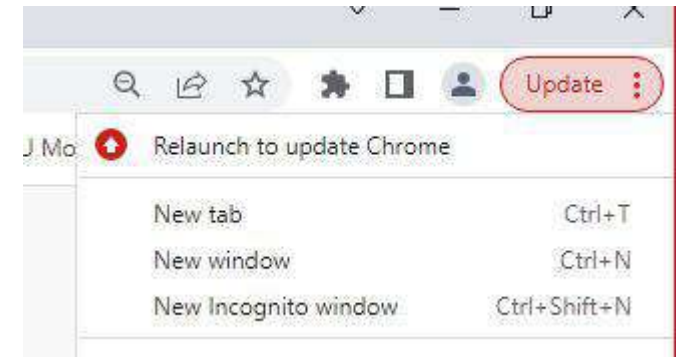 Update
J Mo
Relaunch to update Chrome
New tab Ctrl+T
New window Ctrl+N
New Incognito window Ctrl+Shift+N